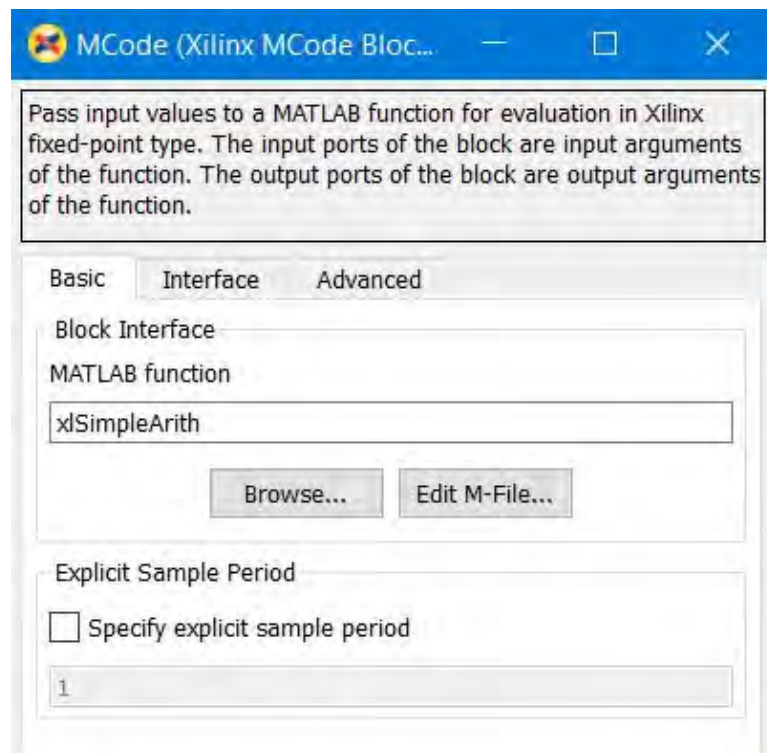 MCode (Xilinx MCode Bloc...
Pass input values to a MATLAB function for evaluation in Xilinx
fixed-point type. The input ports of the block are input arguments
of the function. The output ports of the block are output arguments
of the function.
Basic Interface Advanced
Block Interface
MATLAB function
xlSimpleArith
Browse... Edit M-File...
Explicit Sample Period
Specify explicit sample period
1